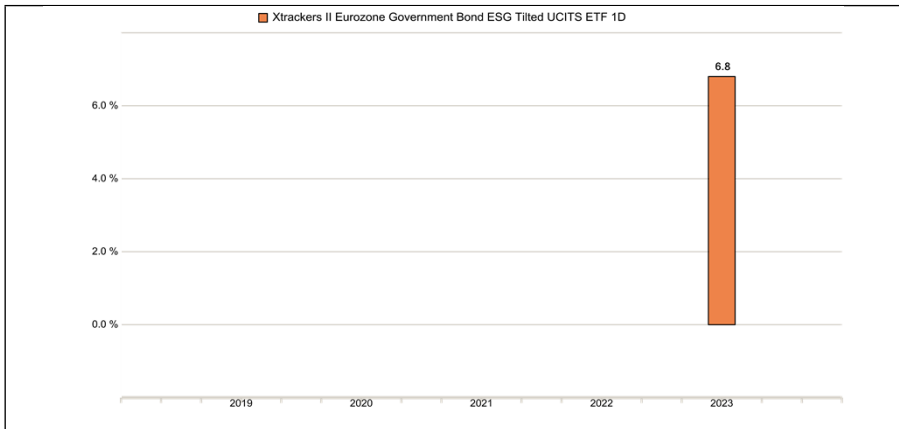 Xtrackers II Eurozone Government Bond ESG Tilted UCITS ETF 1D
6.8
6.0 %
4.0 %
2.0 %
0.0 %
2019 2020 2021 2022 2023